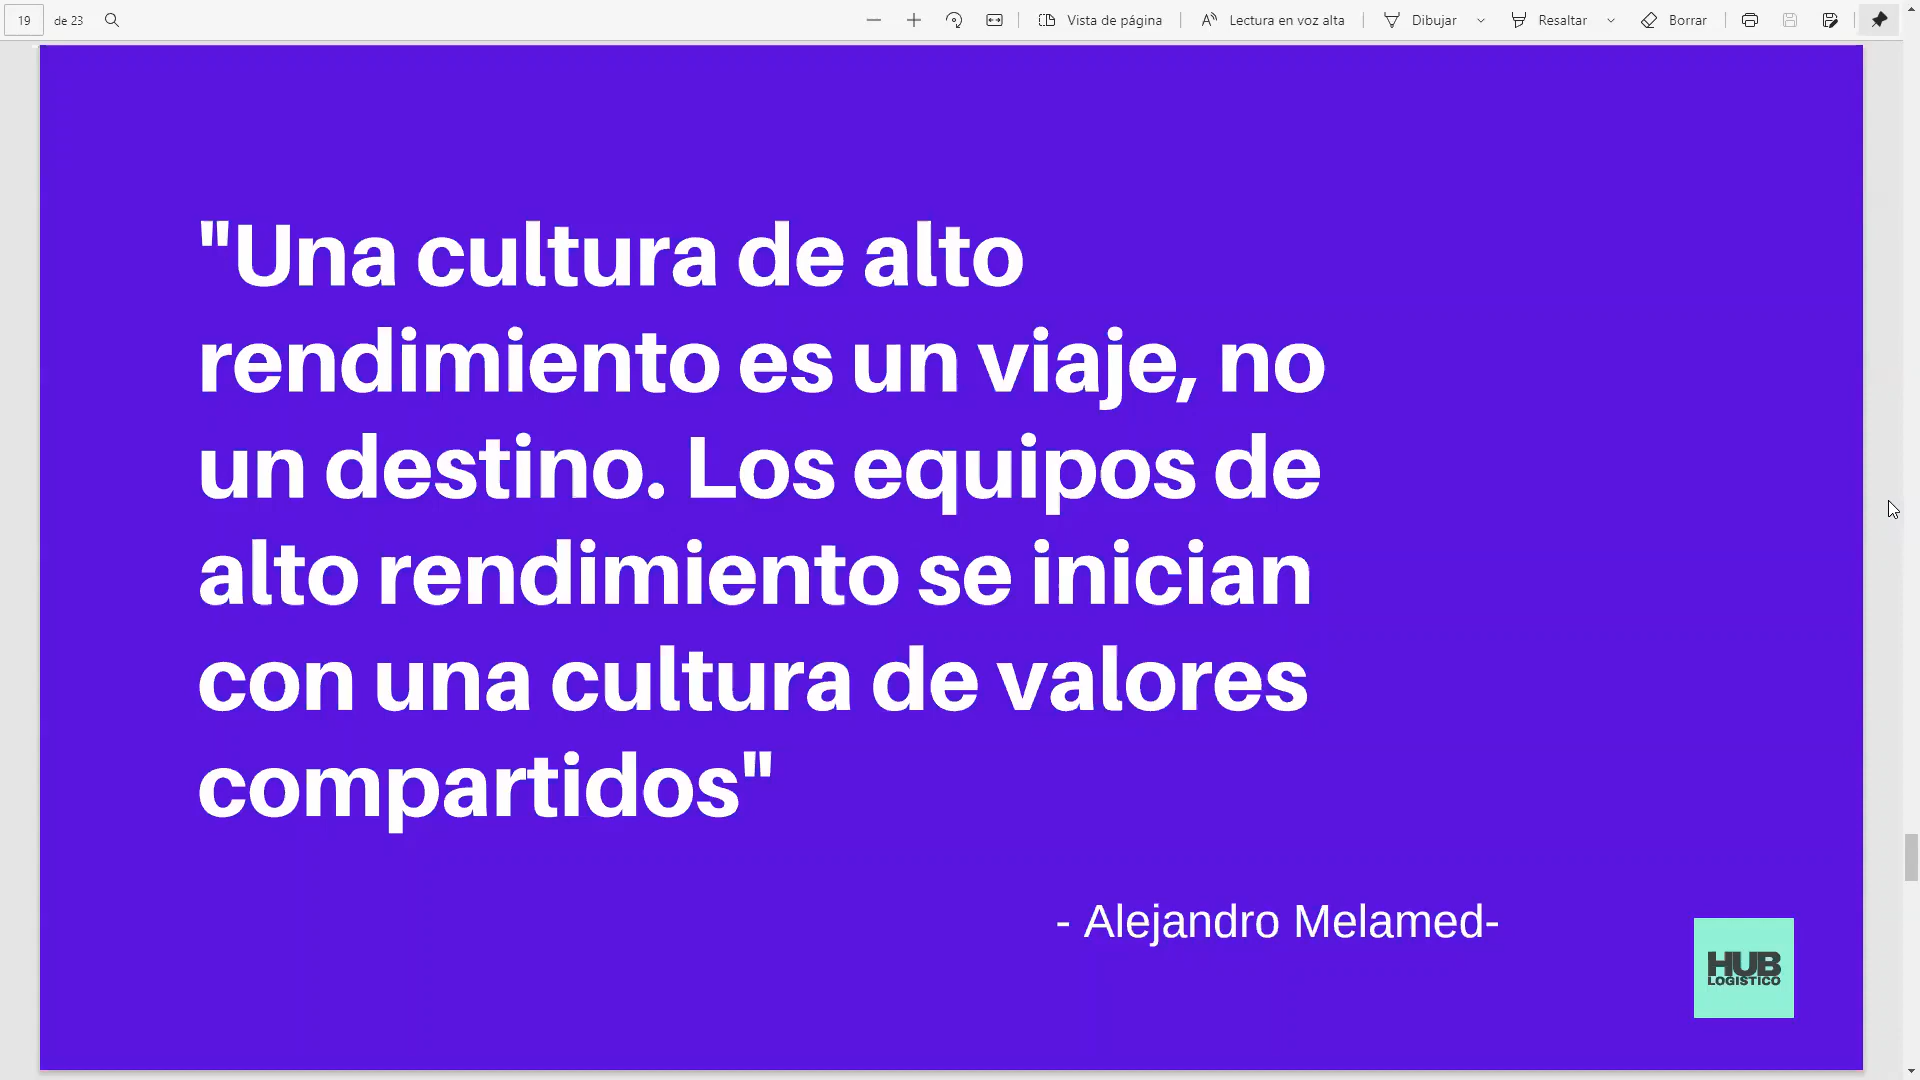 19 de 23 Vista de página Lectura en voz alta Dibujar Resaltar Borrar
"Una cultura de alto
rendimiento es un viaje, no
un destino. Los equipos de
alto rendimiento se inician
con una cultura de valores
compartidos"
- Alejandro Melamed-
HUB
LOGISTICO